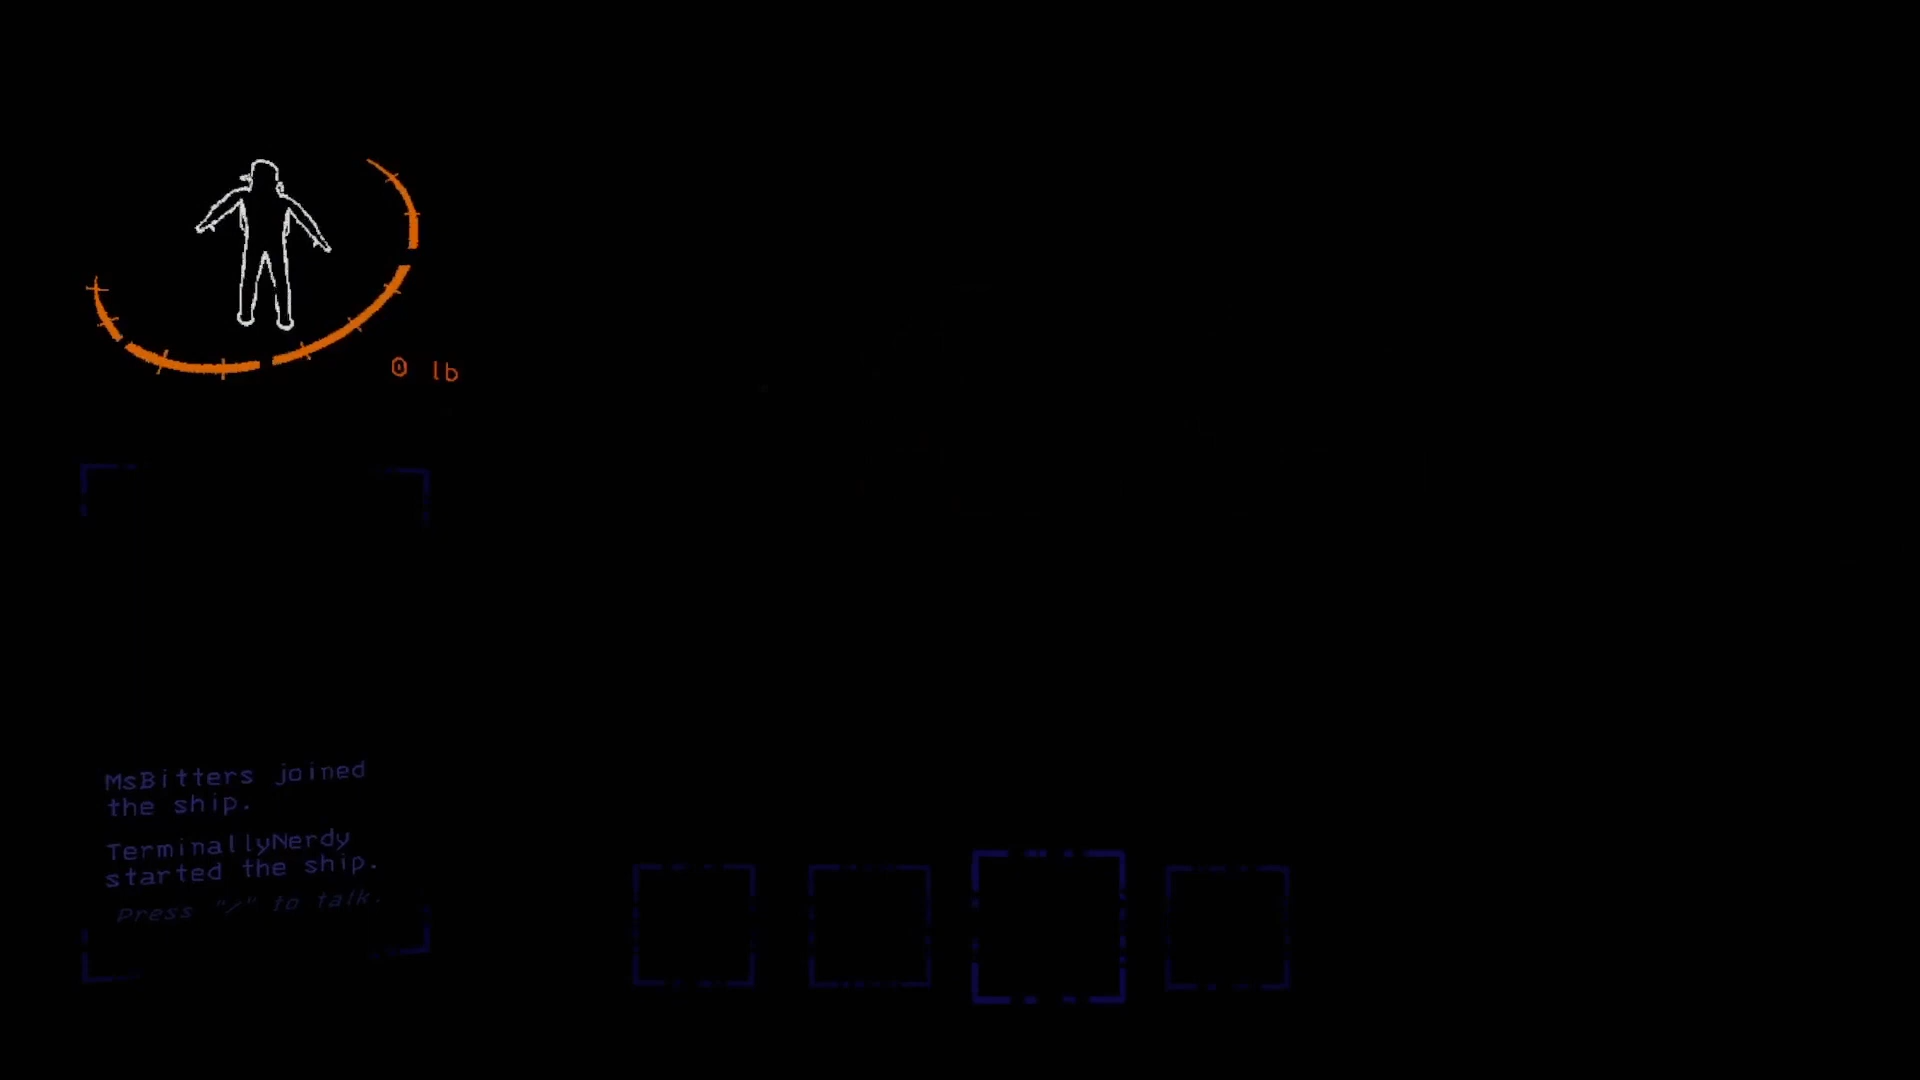 0 lb
MsBitters joined
the ship.
TerminallyNerdy
started the ship.
Press "/" to talk.